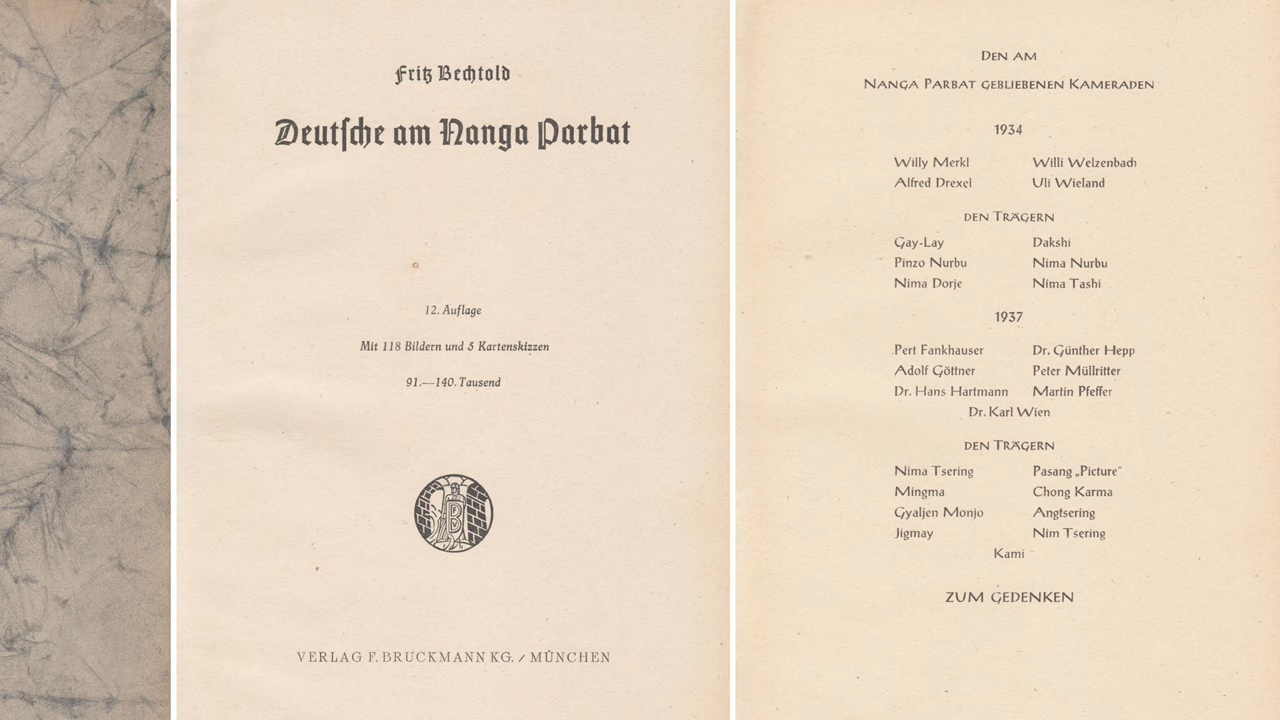 Fritz Bechtold
Deutsche am Nanga Parbat
12. Auflage
Mit 118 Bildern und 5 Kartenskizzen
91.—140. Tausend
B
VERLAG F. BRUCKMANN KG. / MÜNCHEN
DEN AM
NANGA PARBAT GEBLIEBENEN KAMERADEN
1934
Willy Merkl Willi Welzenbach
Alfred Drexel Uli Wieland
DEN TRÄGERN
Gay-Lay Dakshi
Pinzo Nurbu Nima Nurbu
Nima Dorje Nima Tashi
1937
Pert Fankhauser Dr. Günther Hepp
Adolf Göttner Peter Müllritter
Dr. Hans Hartmann Martin Pfeffer
Dr. Karl Wien
DEN TRÄGERN
Nima Tsering Pasang „Picture“
Mingma Chong Karma
Gyaljen Monjo Angtsering
Jigmay Nim Tsering
Kami
ZUM GEDENKEN